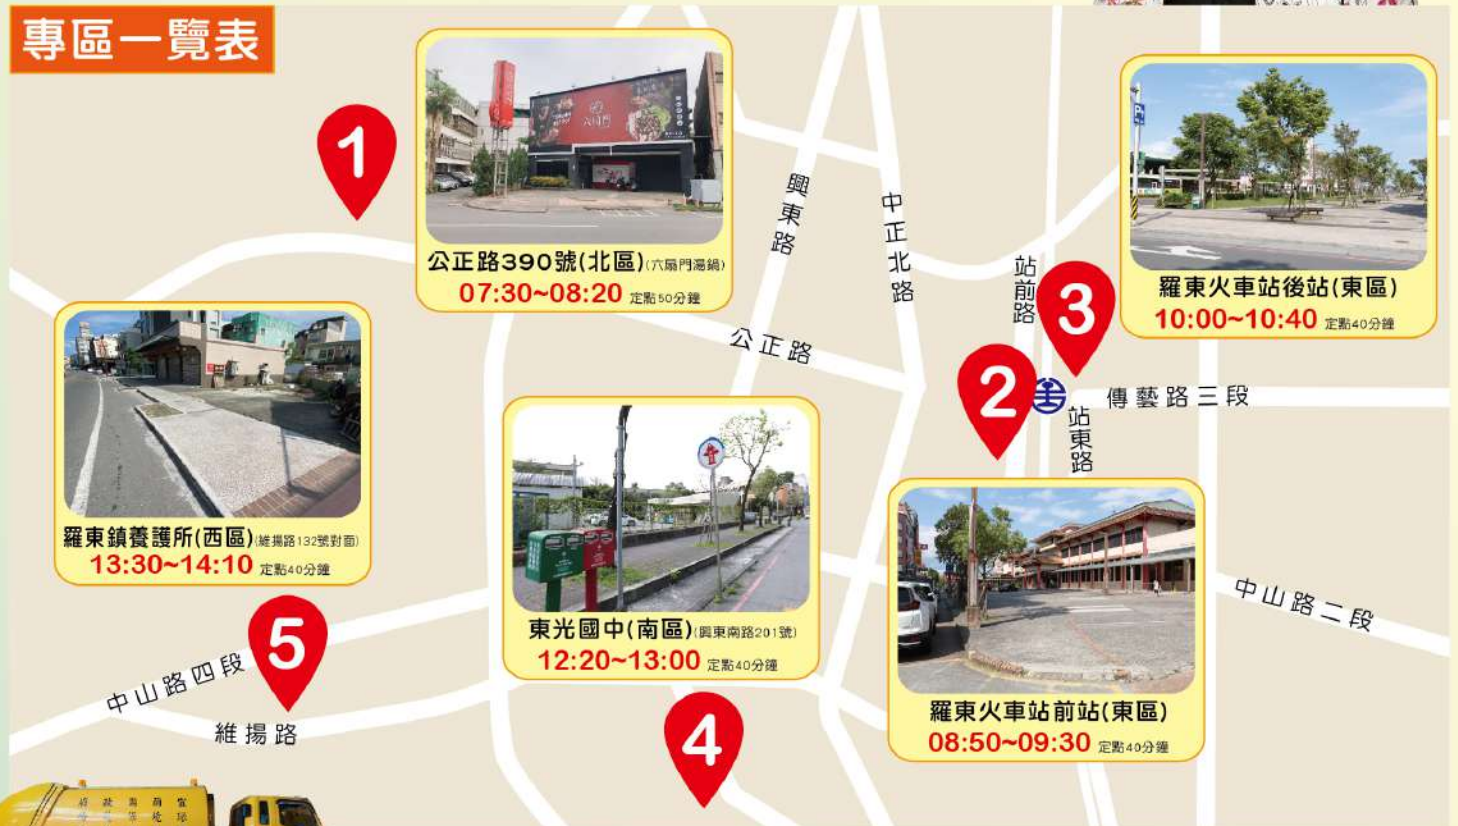 專區一覽表
1
六扇門
公正路390號(北區)(六扇門湯鍋)
07:30~08:20 定點50分鐘
興東路
中正北路
站前路
3
羅東火車站後站(東區)
10:00~10:40 定點40分鐘
公正路
2
傳藝路三段
站東路
羅東鎮養護所(西區)(維揚路132號對面)
13:30~14:10 定點40分鐘
東光國中(南區)(興東南路201號)
12:20~13:00 定點40分鐘
中山路二段
5
中山路四段
維揚路
4
羅東火車站前站(東區)
08:50~09:30 定點40分鐘